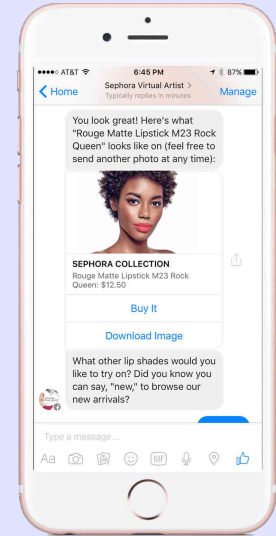 AT&T 6:45 PM 87%
Home Sephora Virtual Artist > Manage
Typically replies in minutes
You look great! Here's what
"Rouge Matte Lipstick M23 Rock
Queen" looks like on (feel free to
send another photo at any time):
SEPHORA COLLECTION
Rouge Matte Lipstick M23 Rock
Queen: $12.50
Buy It
Download Image
What other lip shades would you
like to try on? Did you know you
can say, "new," to browse our
new arrivals?
Type a message...
Aa GIF